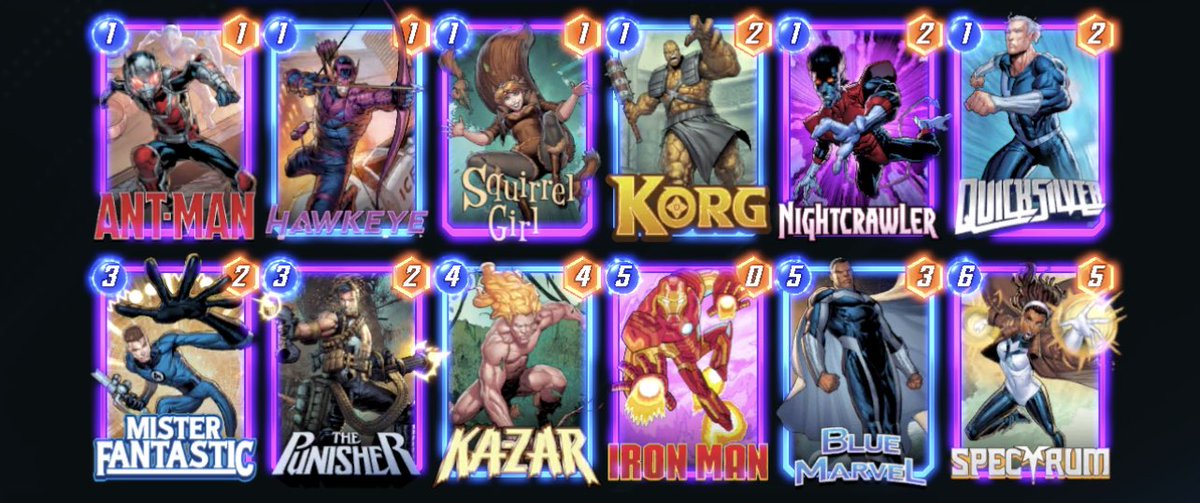 1 1 1 1 1 1 1 2 1 2 1 2
ANT-MAN HAWKEYE Squirrel Girl KORG NIGHTCRAWLER QUICKSILVER
3 2 3 2 4 4 5 0 5 3 6 5
MISTER FANTASTIC THE PUNISHER KA-ZAR IRON MAN BLUE MARVEL SPECTRUM